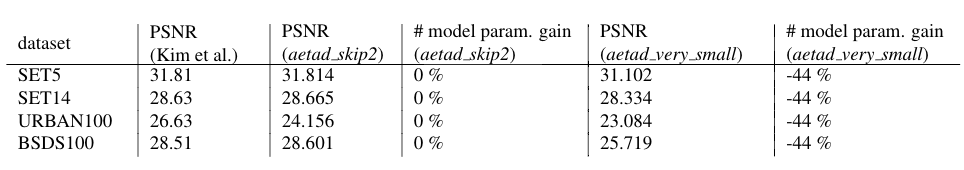 dataset PSNR (Kim et al.) PSNR (aetad_skip2) # model param. gain (aetad_skip2) PSNR (aetad_very_small) # model param. gain (aetad_very_small)
SET5 31.81 31.814 0 % 31.102 -44 %
SET14 28.63 28.665 0 % 28.334 -44 %
URBAN100 26.63 24.156 0 % 23.084 -44 %
BSDS100 28.51 28.601 0 % 25.719 -44 %